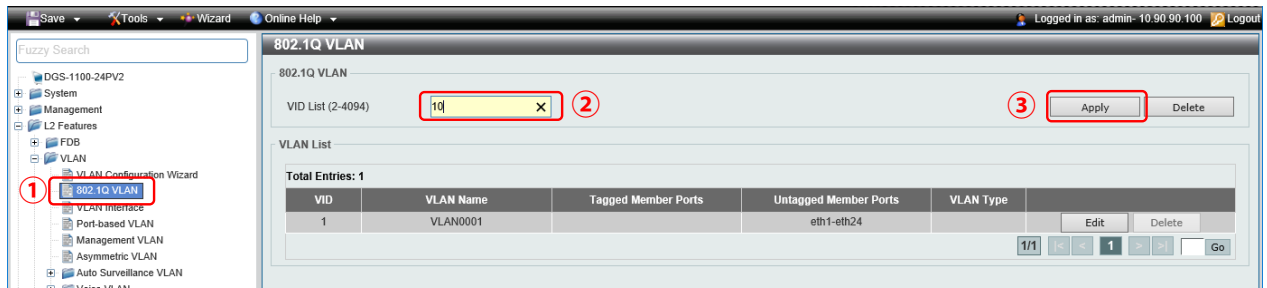 Save Tools Wizard Online Help Logged in as: admin- 10.90.90.100 Logout
Fuzzy Search
DGS-1100-24PV2
System
Management
L2 Features
FDB
VLAN
VLAN Configuration Wizard
① 802.1Q VLAN
VLAN Interface
Port-based VLAN
Management VLAN
Asymmetric VLAN
Auto Surveillance VLAN
Voice VLAN
802.1Q VLAN
802.1Q VLAN
VID List (2-4094) 10 × ② ③ Apply Delete
VLAN List
Total Entries: 1
VID VLAN Name Tagged Member Ports Untagged Member Ports VLAN Type
1 VLAN0001 eth1-eth24 Edit Delete
1/1 |< < 1 > >| Go